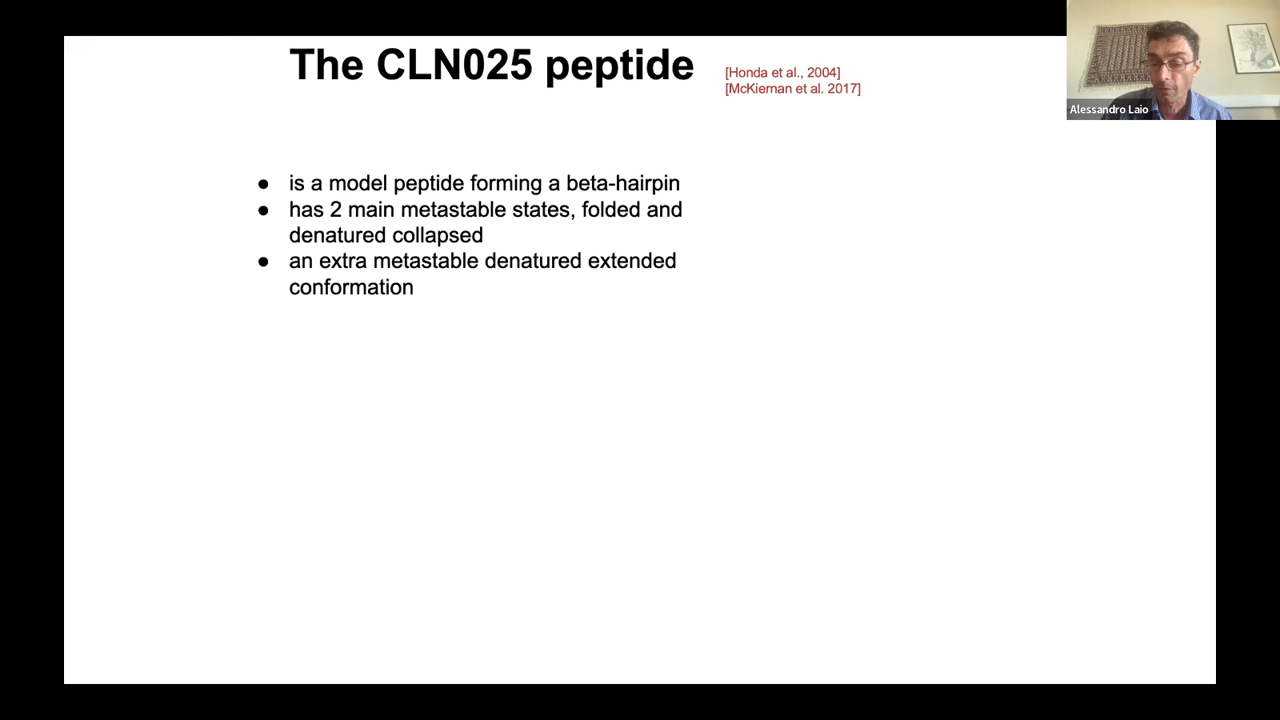 The CLN025 peptide
[Honda et al., 2004]
[McKiernan et al. 2017]
Alessandro Laio
● is a model peptide forming a beta-hairpin
● has 2 main metastable states, folded and
denatured collapsed
● an extra metastable denatured extended
conformation